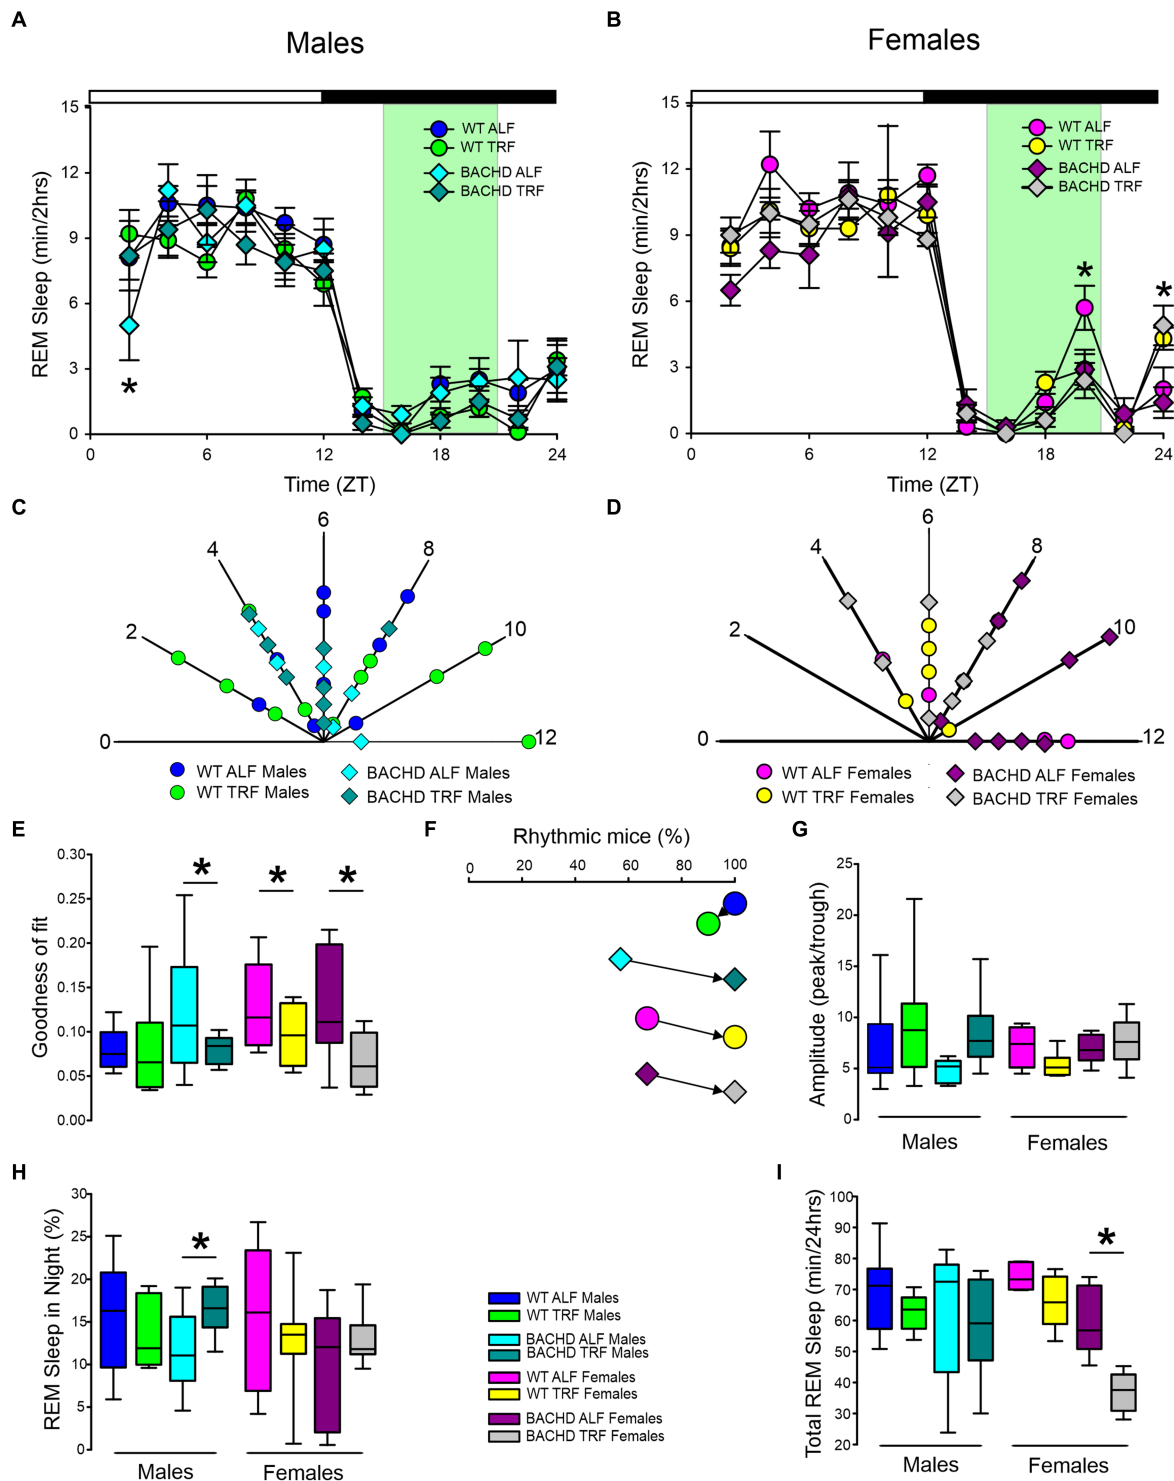 A
B
Males
Females
15
12
9
6
3
0
REM Sleep (min/2hrs)
WT ALF
WT TRF
BACHD ALF
BACHD TRF
*
0
6
12
18
24
Time (ZT)
15
12
9
6
3
0
REM Sleep (min/2hrs)
WT ALF
WT TRF
BACHD ALF
BACHD TRF
*
*
0
6
12
18
24
Time (ZT)
C
0
2
4
6
8
10
12
WT ALF Males
BACHD ALF Males
WT TRF Males
BACHD TRF Males
D
0
2
4
6
8
10
12
WT ALF Females
BACHD ALF Females
WT TRF Females
BACHD TRF Females
E
0.30
0.25
0.20
0.15
0.10
0.05
0.00
Goodness of fit
*
*
*
F
Rhythmic mice (%)
0
20
40
60
80
100
G
25
20
15
10
5
0
Amplitude (peak/trough)
Males
Females
H
30
25
20
15
10
5
0
REM Sleep in Night (%)
*
Males
Females
WT ALF Males
WT TRF Males
BACHD ALF Males
BACHD TRF Males
WT ALF Females
WT TRF Females
BACHD ALF Females
BACHD TRF Females
I
100
90
80
70
60
50
40
30
20
Total REM Sleep (min/24hrs)
*
Males
Females